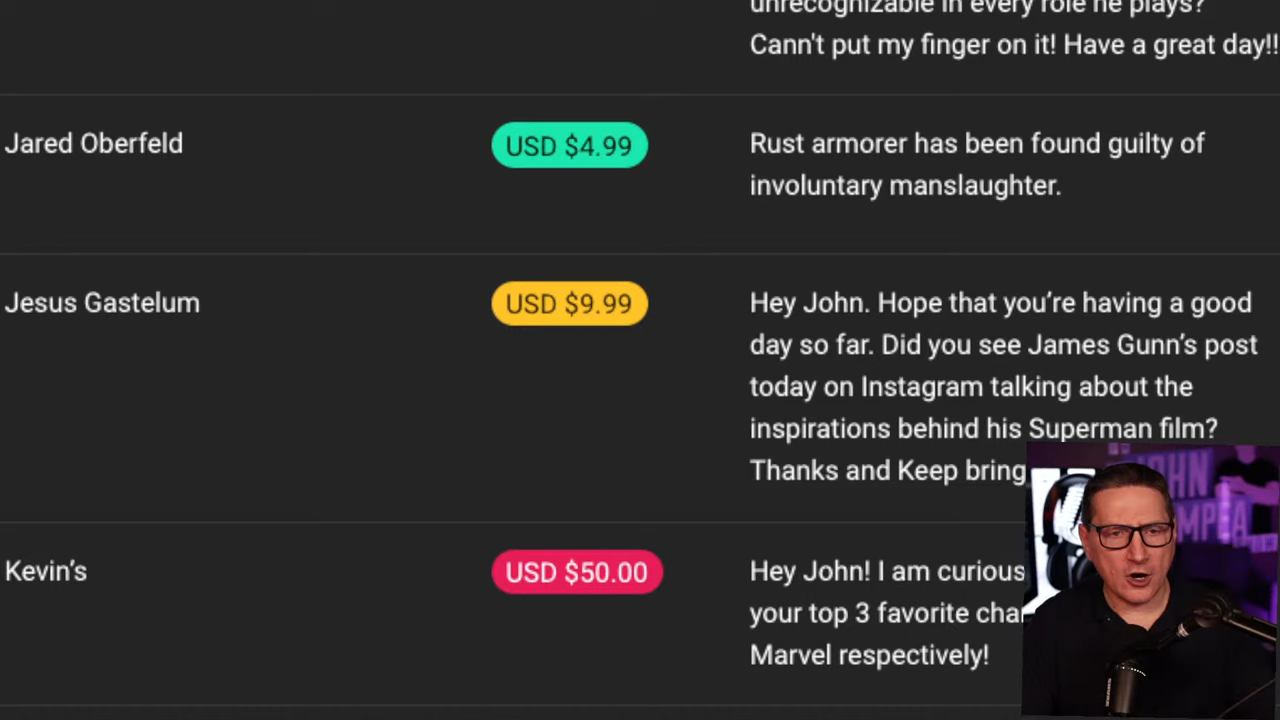 unrecognizable in every role he plays?
Cann't put my finger on it! Have a great day!!
Jared Oberfeld
USD $4.99
Rust armorer has been found guilty of
involuntary manslaughter.
Jesus Gastelum
USD $9.99
Hey John. Hope that you’re having a good
day so far. Did you see James Gunn’s post
today on Instagram talking about the
inspirations behind his Superman film?
Thanks and Keep bring
Kevin’s
USD $50.00
Hey John! I am curious
your top 3 favorite
Marvel respectively!